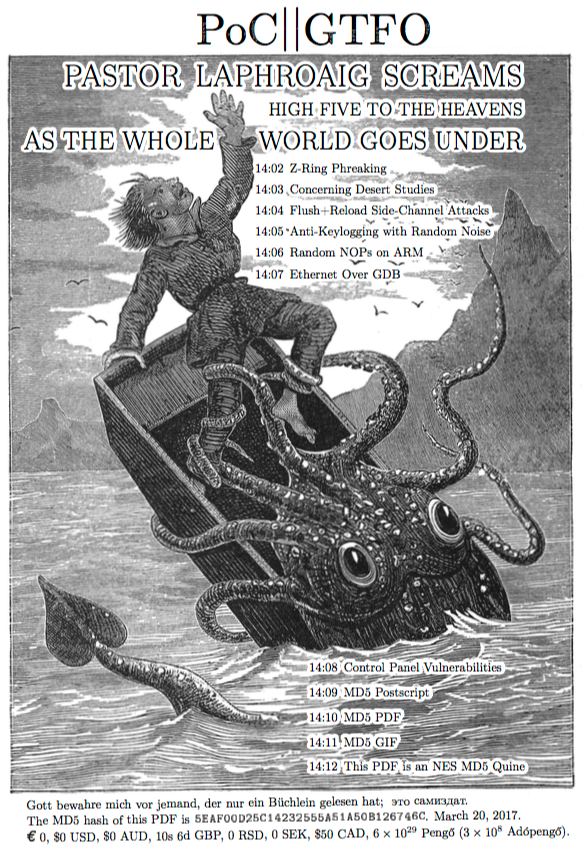 PoC||GTFO
PASTOR LAPHROAIG SCREAMS
HIGH FIVE TO THE HEAVENS
AS THE WHOLE WORLD GOES UNDER
14:02 Z-Ring Phreaking
14:03 Concerning Desert Studies
14:04 Flush+Reload Side-Channel Attacks
14:05 Anti-Keylogging with Random Noise
14:06 Random NOPs on ARM
14:07 Ethernet Over GDB
14:08 Control Panel Vulnerabilities
14:09 MD5 Postscript
14:10 MD5 PDF
14:11 MD5 GIF
14:12 This PDF is an NES MD5 Quine
Gott bewahre mich vor jemand, der nur ein Büchlein gelesen hat; это самиздат.
The MD5 hash of this PDF is 5EAF00D25C14232555A51A50B126746C. March 20, 2017.
€ 0, $0 USD, $0 AUD, 10s 6d GBP, 0 RSD, 0 SEK, $50 CAD, 6 × 10²⁹ Pengő (3 × 10⁸ Adópengő).